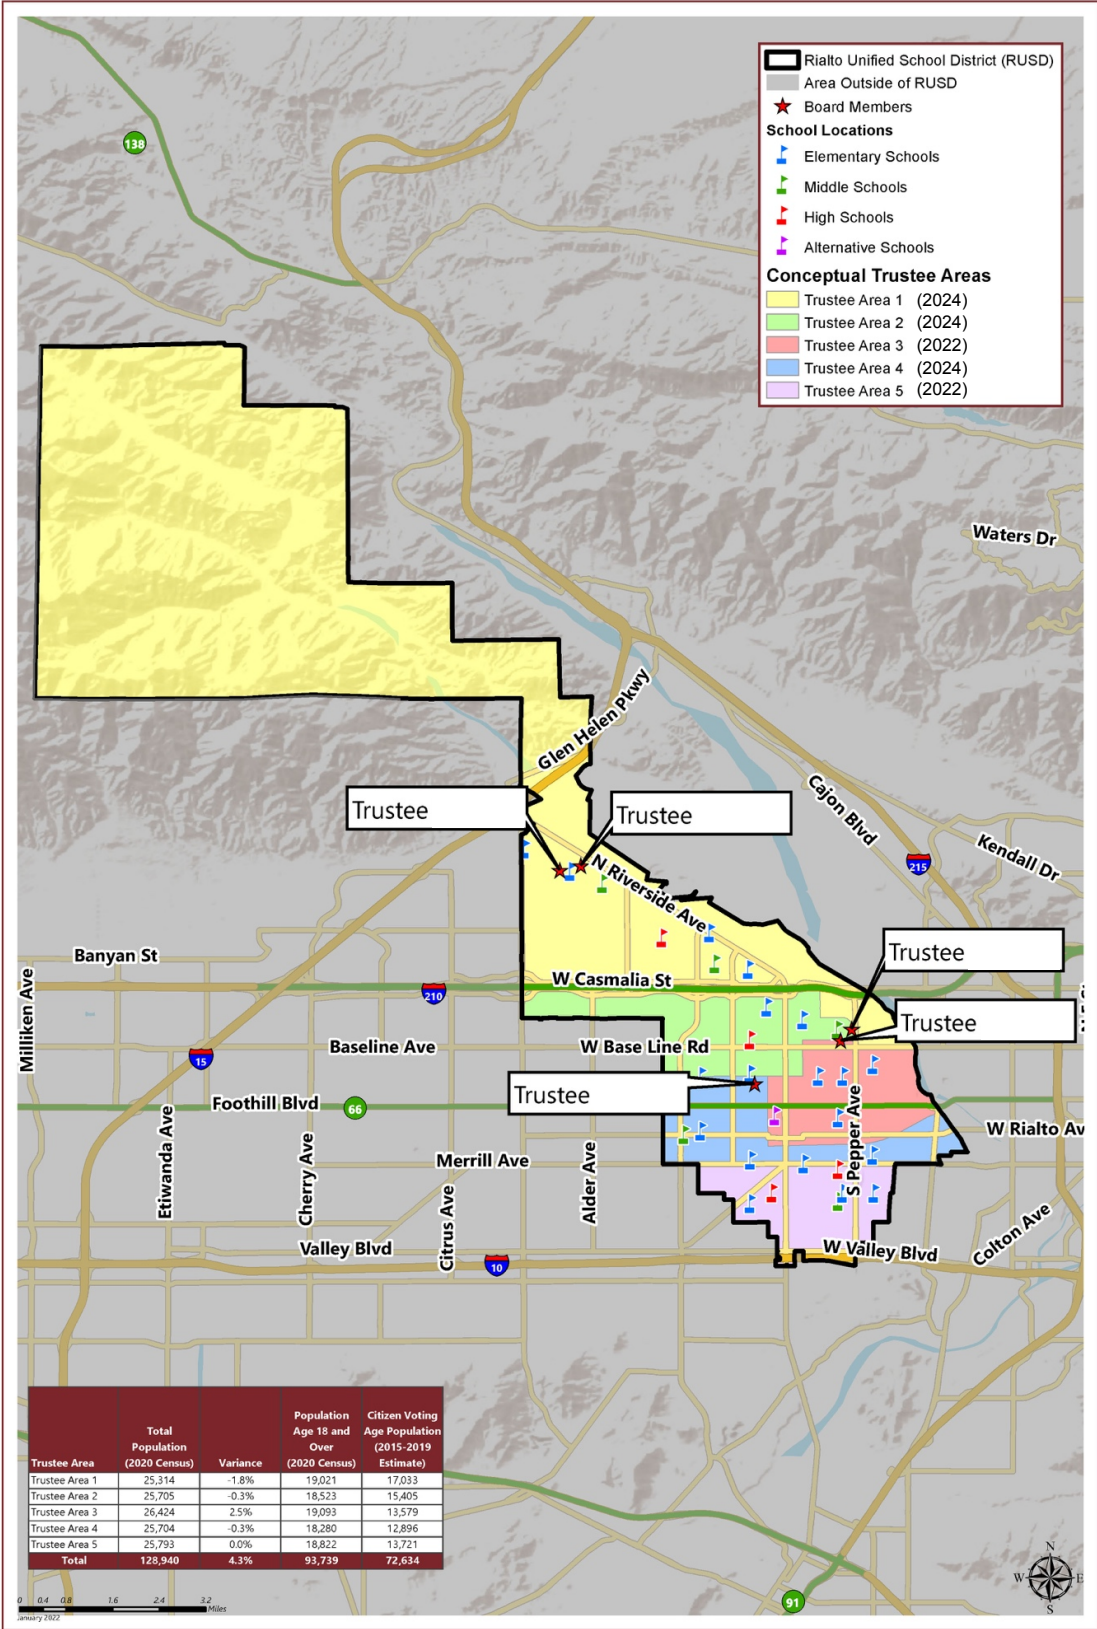 Rialto Unified School District (RUSD)
Area Outside of RUSD
Board Members
School Locations
Elementary Schools
Middle Schools
High Schools
Alternative Schools
Conceptual Trustee Areas
Trustee Area 1 (2024)
Trustee Area 2 (2024)
Trustee Area 3 (2022)
Trustee Area 4 (2024)
Trustee Area 5 (2022)
138
Waters Dr
Glen Helen Pkwy
Cajon Blvd
Trustee
Trustee
Kendall Dr
215
N Riverside Ave
Banyan St
Trustee
Milliken Ave
210
W Casmalia St
Trustee
15
Baseline Ave
W Base Line Rd
Trustee
Foothill Blvd
66
Etiwanda Ave
Cherry Ave
Merrill Ave
Citrus Ave
Alder Ave
S Pepper Ave
W Rialto Av
Valley Blvd
10
W Valley Blvd
Colton Ave
Trustee Area Total Population (2020 Census) Variance Population Age 18 and Over (2020 Census) Citizen Voting Age Population (2015-2019 Estimate)
Trustee Area 1 25,314 -1.8% 19,021 17,033
Trustee Area 2 25,705 -0.3% 18,523 15,405
Trustee Area 3 26,424 2.5% 19,093 13,579
Trustee Area 4 25,704 -0.3% 18,280 12,896
Trustee Area 5 25,793 0.0% 18,822 13,721
Total 128,940 4.3% 93,739 72,634
0 0.4 0.8 1.6 2.4 3.2
Miles
January 2022
91
N
W E
S